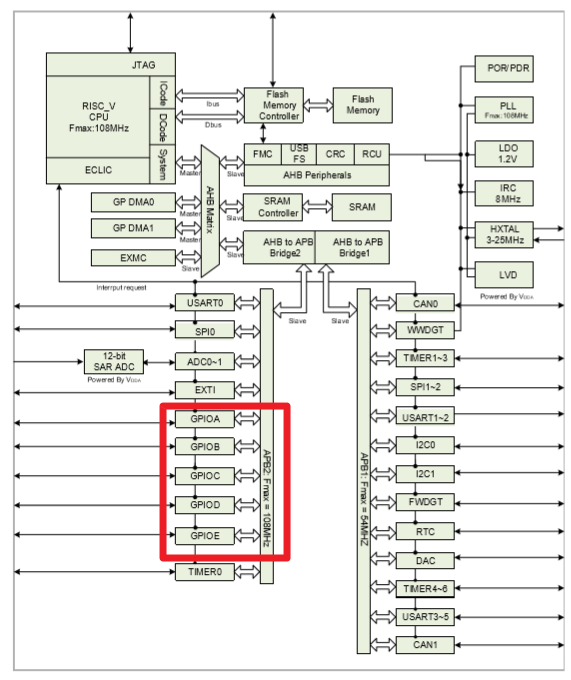 JTAG
RISC_V
CPU
Fmax:108MHz
ICode
DCode
System
ECLIC
Ibus
Dbus
Flash
Memory
Controller
Flash
Memory
POR/PDR
PLL
Fmax:108MHz
LDO
1.2V
IRC
8MHz
HXTAL
3-25MHz
LVD
Powered By VDDA
FMC
USB
FS
CRC
RCU
AHB Peripherals
Master
Slave
AHB Matrix
GP DMA0
Master
Slave
SRAM
Controller
SRAM
GP DMA1
Master
EXMC
Slave
Slave
AHB to APB
Bridge2
AHB to APB
Bridge1
Interrput request
Slave
Slave
USART0
SPI0
12-bit
SAR ADC
Powered By VDDA
ADC0~1
EXTI
GPIOA
GPIOB
GPIOC
GPIOD
GPIOE
TIMER0
APB2: Fmax = 108MHz
APB1: Fmax = 54MHZ
CAN0
WWDGT
TIMER1~3
SPI1~2
USART1~2
I2C0
I2C1
FWDGT
RTC
DAC
TIMER4~6
USART3~5
CAN1